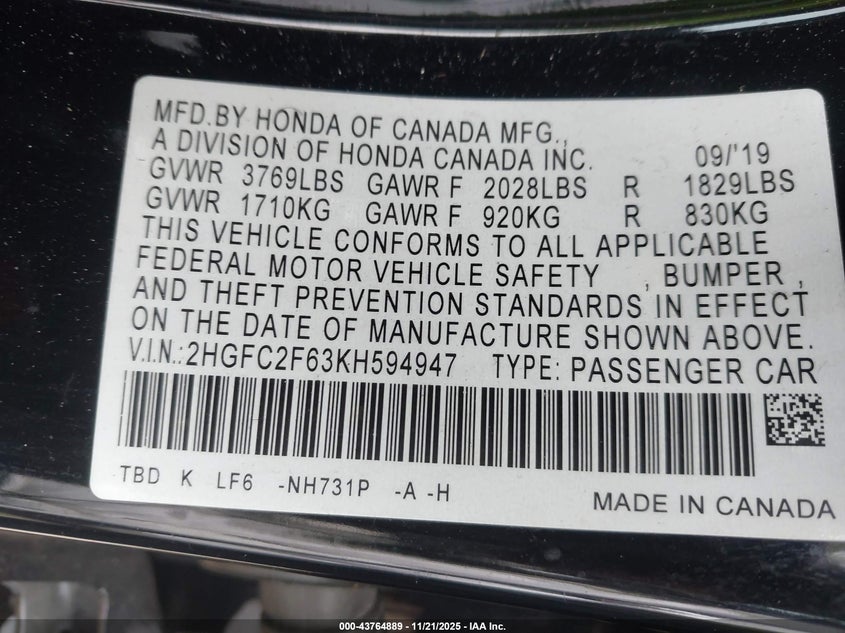 MFD.BY HONDA OF CANADA MFG.,
A DIVISION OF HONDA CANADA INC. 09/'19
GVWR 3769LBS GAWR F 2028LBS R 1829LBS
GVWR 1710KG GAWR F 920KG R 830KG
THIS VEHICLE CONFORMS TO ALL APPLICABLE
FEDERAL MOTOR VEHICLE SAFETY , BUMPER ,
AND THEFT PREVENTION STANDARDS IN EFFECT
ON THE DATE OF MANUFACTURE SHOWN ABOVE.
V.I.N.:2HGFC2F63KH594947 TYPE: PASSENGER CAR
TBD K LF6 -NH731P -A -H
MADE IN CANADA
000-43764889 - 11/21/2025 - IAA Inc.